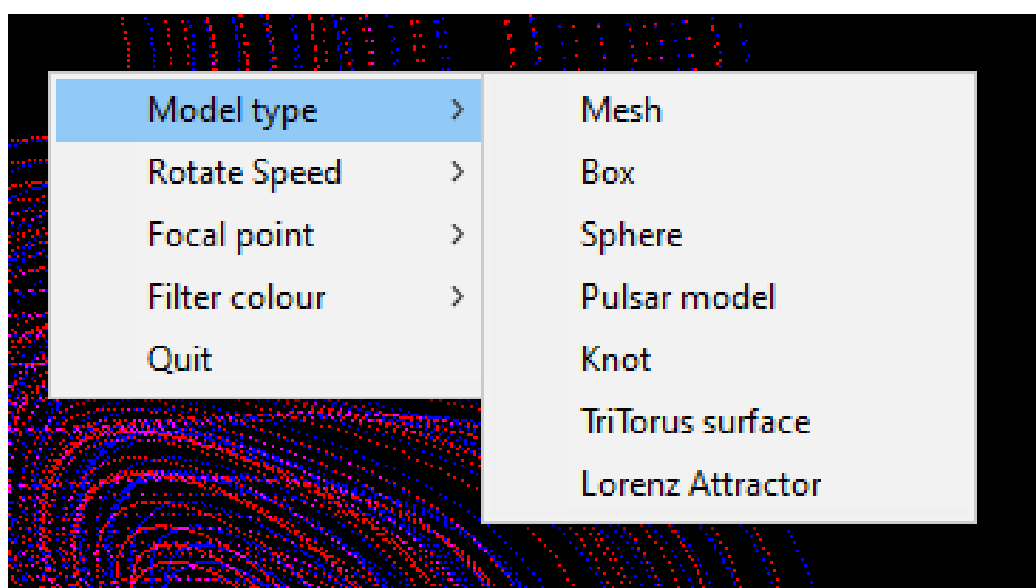 Model type
Rotate Speed
Focal point
Filter colour
Quit
Mesh
Box
Sphere
Pulsar model
Knot
TriTorus surface
Lorenz Attractor